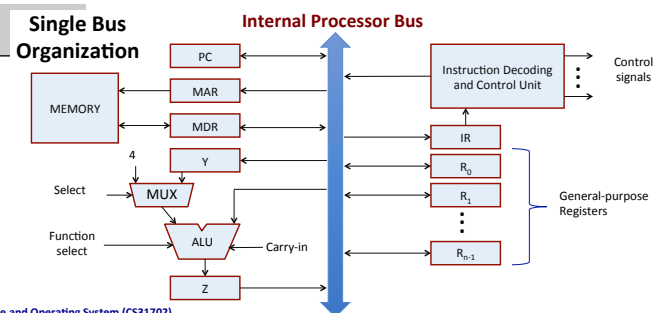 Single Bus
Organization
Internal Processor Bus
PC
MAR
MEMORY
MDR
4
Y
Select
MUX
Function
select
ALU
Carry-in
Z
Instruction Decoding
and Control Unit
Control
signals
IR
R0
R1
Rn-1
General-purpose
Registers
e and Operating System (CS31702)